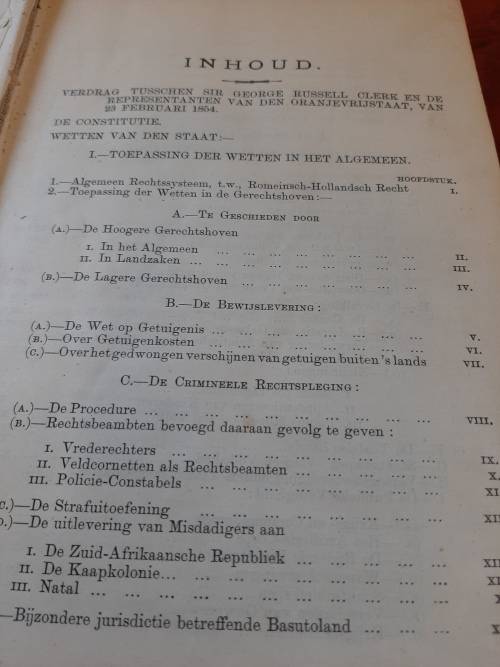 INHOUD.
VERDRAG TUSSCHEN SIR GEORGE RUSSELL CLERK EN DE
REPRESENTANTEN VAN DEN ORANJEVRIJSTAAT, VAN
23 FEBRUARI 1854.
DE CONSTITUTIE.
WETTEN VAN DEN STAAT:—
I.—TOEPASSING DER WETTEN IN HET ALGEMEEN.
HOOFDSTUK.
1.—Algemeen Rechtssysteem, t.w., Romeinsch-Hollandsch Recht I.
2.—Toepassing der Wetten in de Gerechtshoven:—
A.—Te Geschieden door
(A.)—De Hoogere Gerechtshoven
I. In het Algemeen ... ... ... ... ... ... ... II.
II. In Landzaken ... ... ... ... ... ... ... III.
(B.)—De Lagere Gerechtshoven ... ... ... ... ... IV.
B.—De Bewijslevering:
(A.)—De Wet op Getuigenis ... ... ... ... ... ... V.
(B.)—Over Getuigenkosten ... ... ... ... ... ... VI.
(C.)—Over het gedwongen verschijnen van getuigen buiten 's lands VII.
C.—De Crimineele Rechtspleging:
(A.)—De Procedure ... ... ... ... ... ... ... VIII.
(B.)—Rechtsbeambten bevoegd daaraan gevolg te geven:
I. Vrederechters ... ... ... ... ... ... IX.
II. Veldcornetten als Rechtsbeamten ... ... ... X.
III. Policie-Constabels ... ... ... ... ... XI
C.)—De Strafuitoefening ... ... ... ... ... XII
D.)—De uitlevering van Misdadigers aan
I. De Zuid-Afrikaansche Republiek ... ... ...
II. De Kaapkolonie... ... ... ... ... ...
III. Natal ... ... ... ... ... ... ...
—Bijzondere jurisdictie betreffende Basutoland ... ... ...